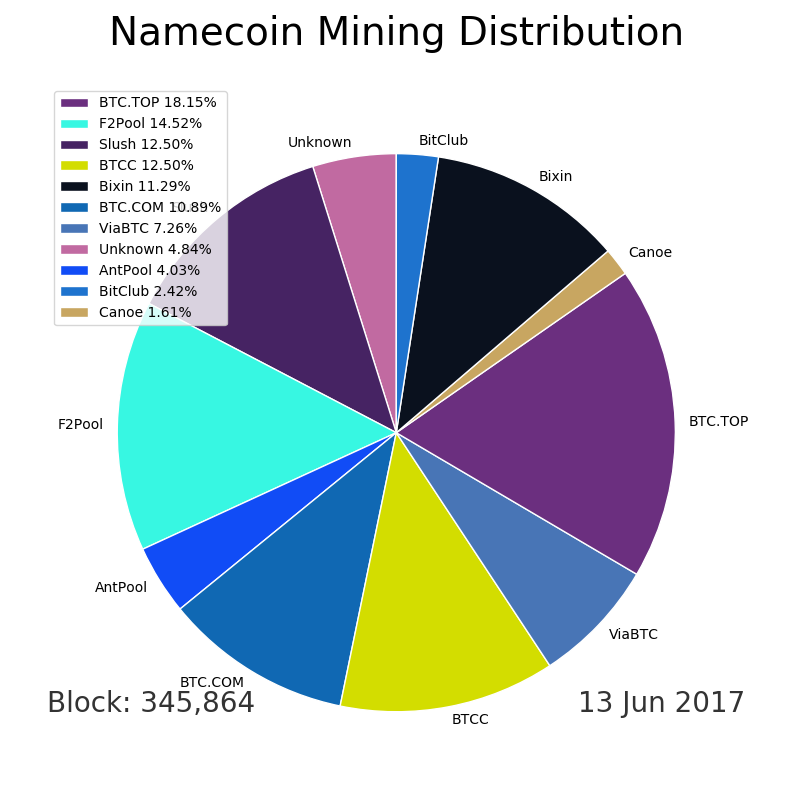 Namecoin Mining Distribution
BTC.TOP 18.15%
F2Pool 14.52%
Slush 12.50%
BTCC 12.50%
Bixin 11.29%
BTC.COM 10.89%
ViaBTC 7.26%
Unknown 4.84%
AntPool 4.03%
BitClub 2.42%
Canoe 1.61%
Unknown
BitClub
Bixin
Canoe
BTC.TOP
F2Pool
AntPool
ViaBTC
BTC.COM
BTCC
Block: 345,864
13 Jun 2017